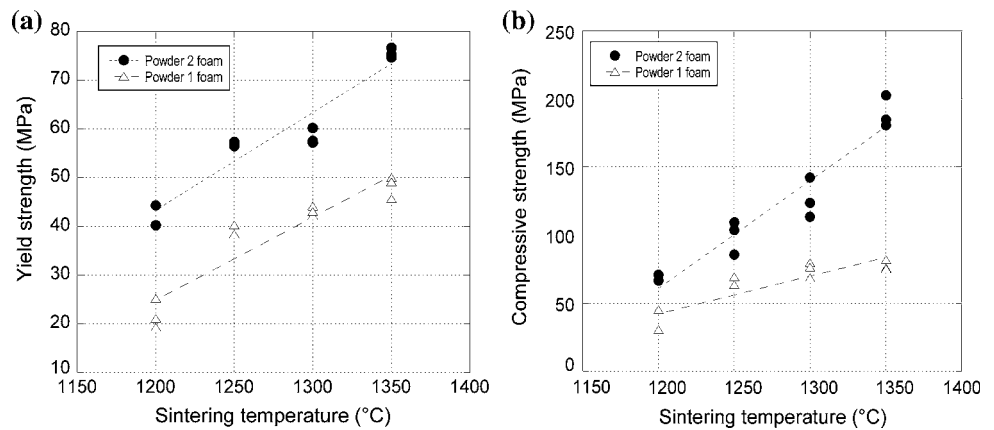 (a)
80
70
60
50
40
30
20
10
Yield strength (MPa)
Powder 2 foam
Powder 1 foam
1150 1200 1250 1300 1350 1400
Sintering temperature (°C)
(b)
250
200
150
100
50
0
Compressive strength (MPa)
Powder 2 foam
Powder 1 foam
1150 1200 1250 1300 1350 1400
Sintering temperature (°C)